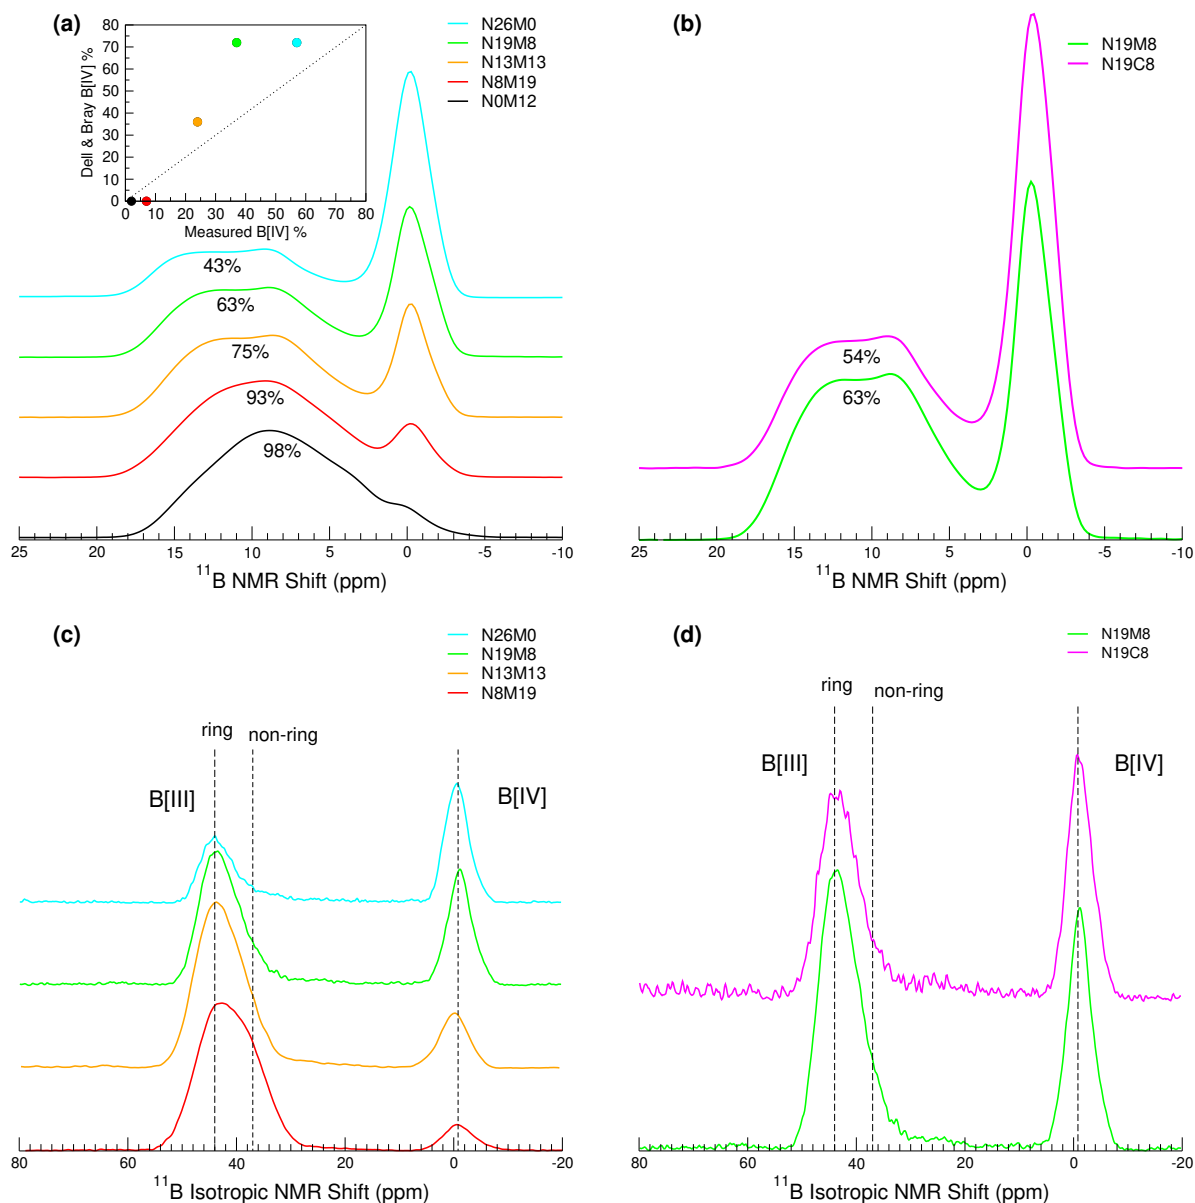 (a)
N26M0
N19M8
N13M13
N8M19
N0M12
80
70
60
50
40
30
20
10
0
Dell & Bray B[IV] %
0 10 20 30 40 50 60 70 80
Measured B[IV] %
43%
63%
75%
93%
98%
25 20 15 10 5 0 -5 -10
11B NMR Shift (ppm)
(b)
N19M8
N19C8
54%
63%
25 20 15 10 5 0 -5 -10
11B NMR Shift (ppm)
(c)
N26M0
N19M8
N13M13
N8M19
ring
non-ring
B[III]
B[IV]
80 60 40 20 0 -20
11B Isotropic NMR Shift (ppm)
(d)
N19M8
N19C8
ring
non-ring
B[III]
B[IV]
80 60 40 20 0 -20
11B Isotropic NMR Shift (ppm)